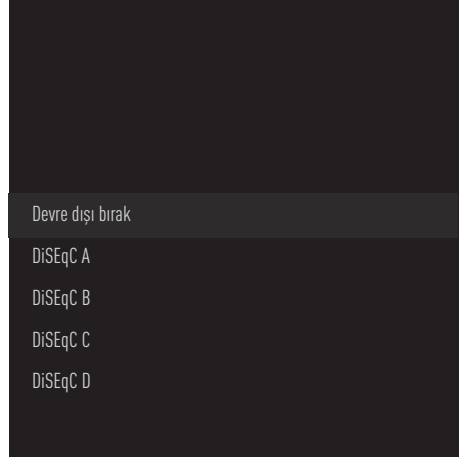 Devre dışı bırak
DiSEqC A
DiSEqC B
DiSEqC C
DiSEqC D